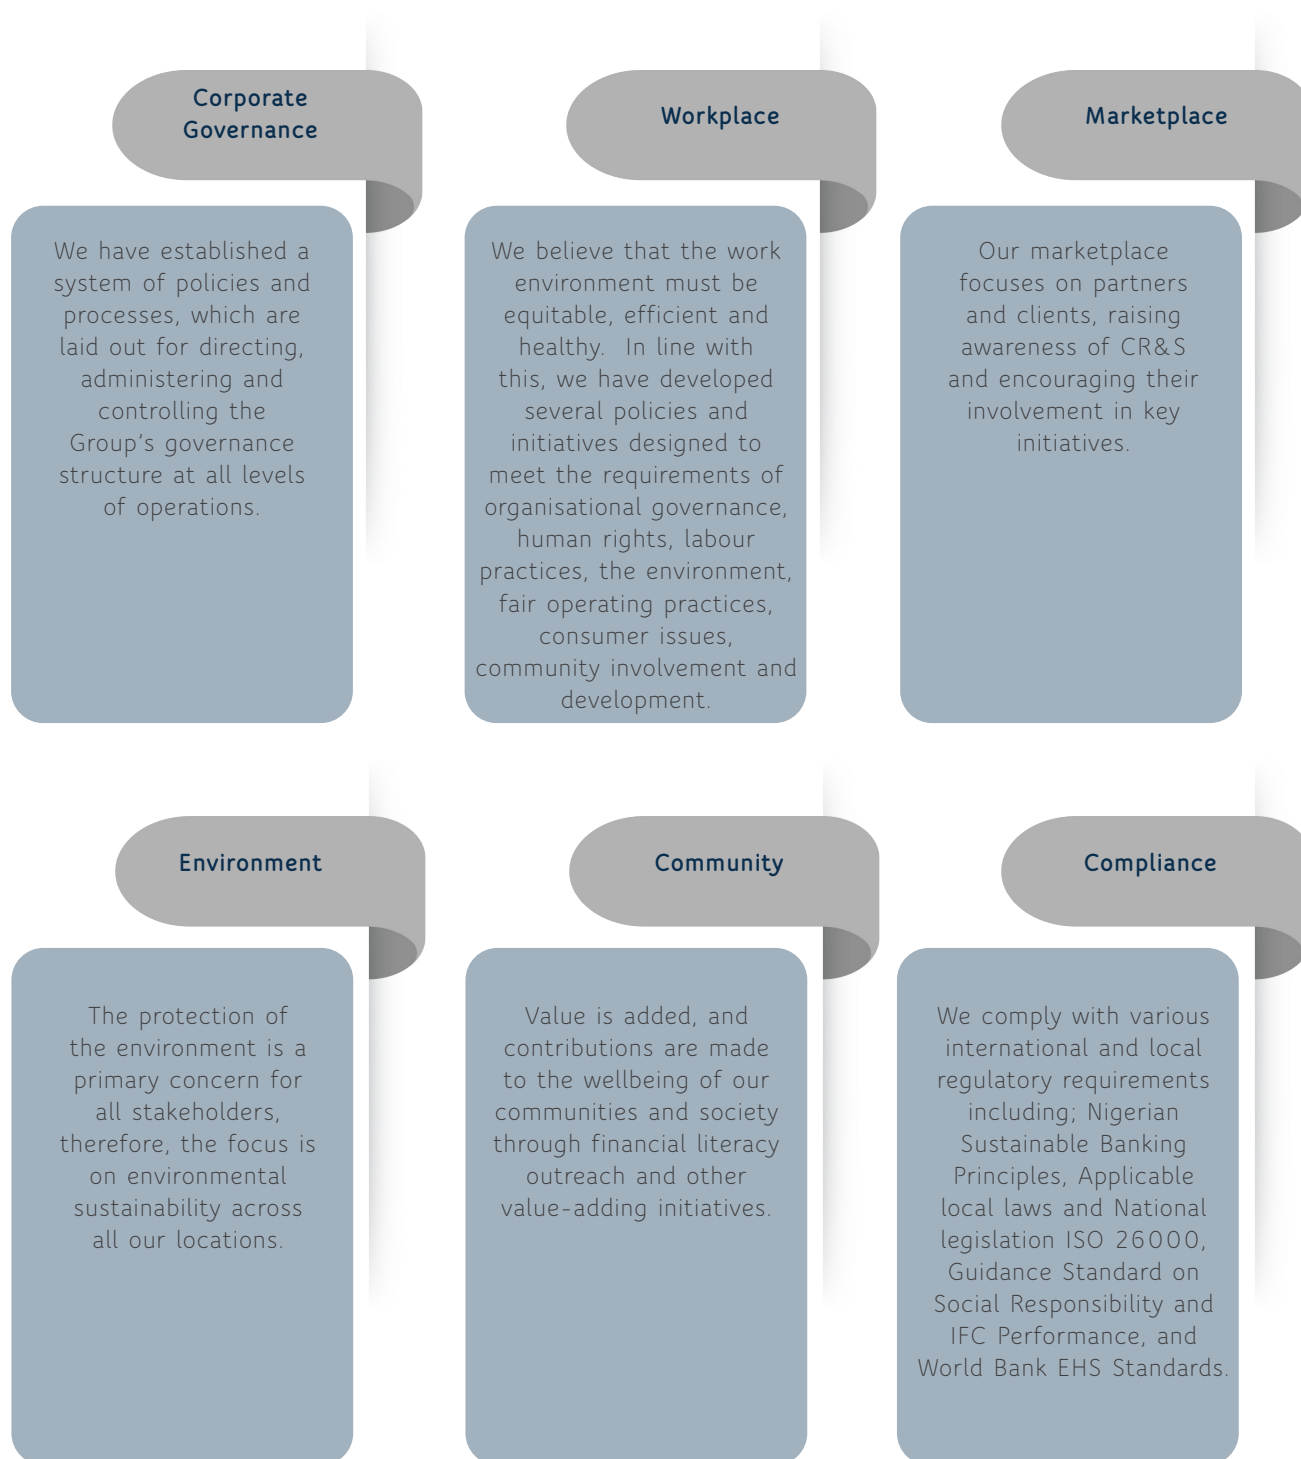 Corporate
Governance
We have established a
system of policies and
processes, which are
laid out for directing,
administering and
controlling the
Group's governance
structure at all levels
of operations.
Workplace
We believe that the work
environment must be
equitable, efficient and
healthy.  In line with
this, we have developed
several policies and
initiatives designed to
meet the requirements of
organisational governance,
human rights, labour
practices, the environment,
fair operating practices,
consumer issues,
community involvement and
development.
Marketplace
Our marketplace
focuses on partners
and clients, raising
awareness of CR&S
and encouraging their
involvement in key
initiatives.
Environment
The protection of
the environment is a
primary concern for
all stakeholders,
therefore, the focus is
on environmental
sustainability across
all our locations.
Community
Value is added, and
contributions are made
to the wellbeing of our
communities and society
through financial literacy
outreach and other
value-adding initiatives.
Compliance
We comply with various
international and local
regulatory requirements
including; Nigerian
Sustainable Banking
Principles, Applicable
local laws and National
legislation ISO 26000,
Guidance Standard on
Social Responsibility and
IFC Performance, and
World Bank EHS Standards.